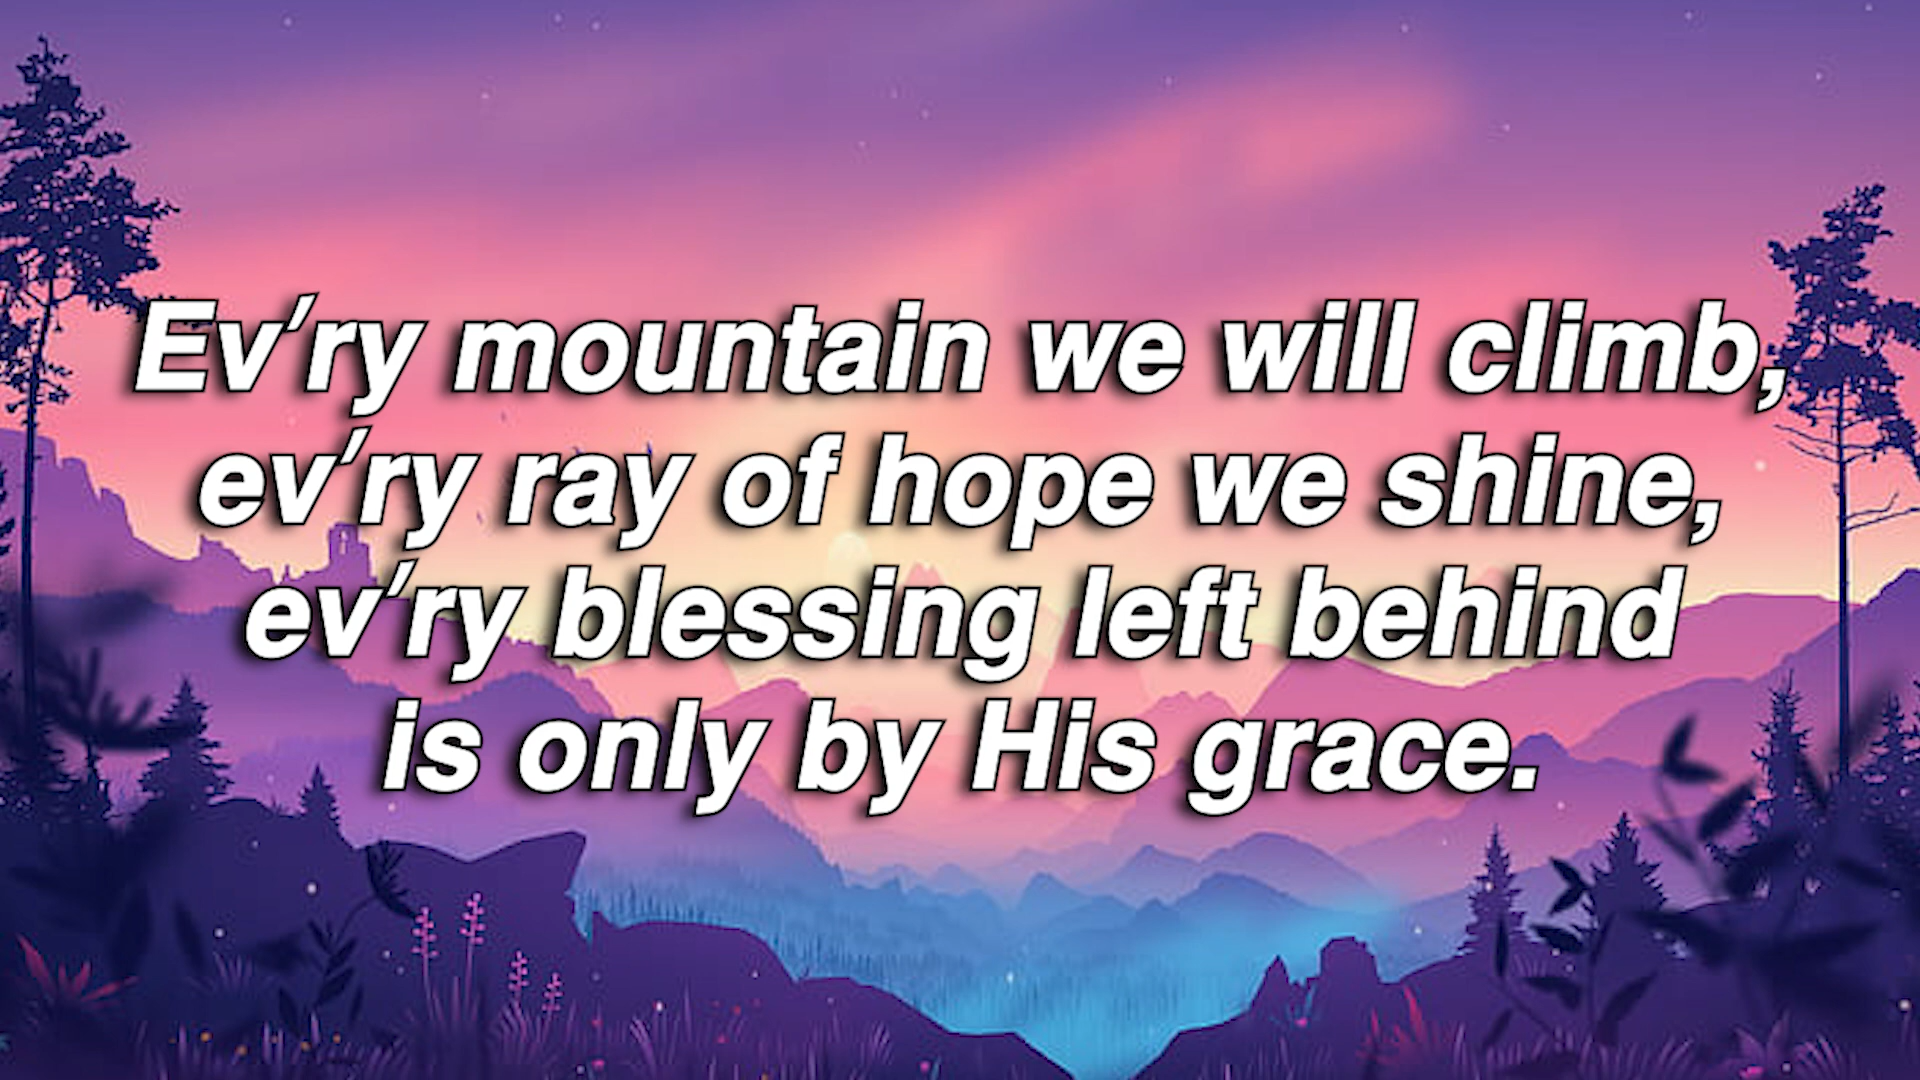 Ev'ry mountain we will climb,
ev'ry ray of hope we shine,
ev'ry blessing left behind
is only by His grace.